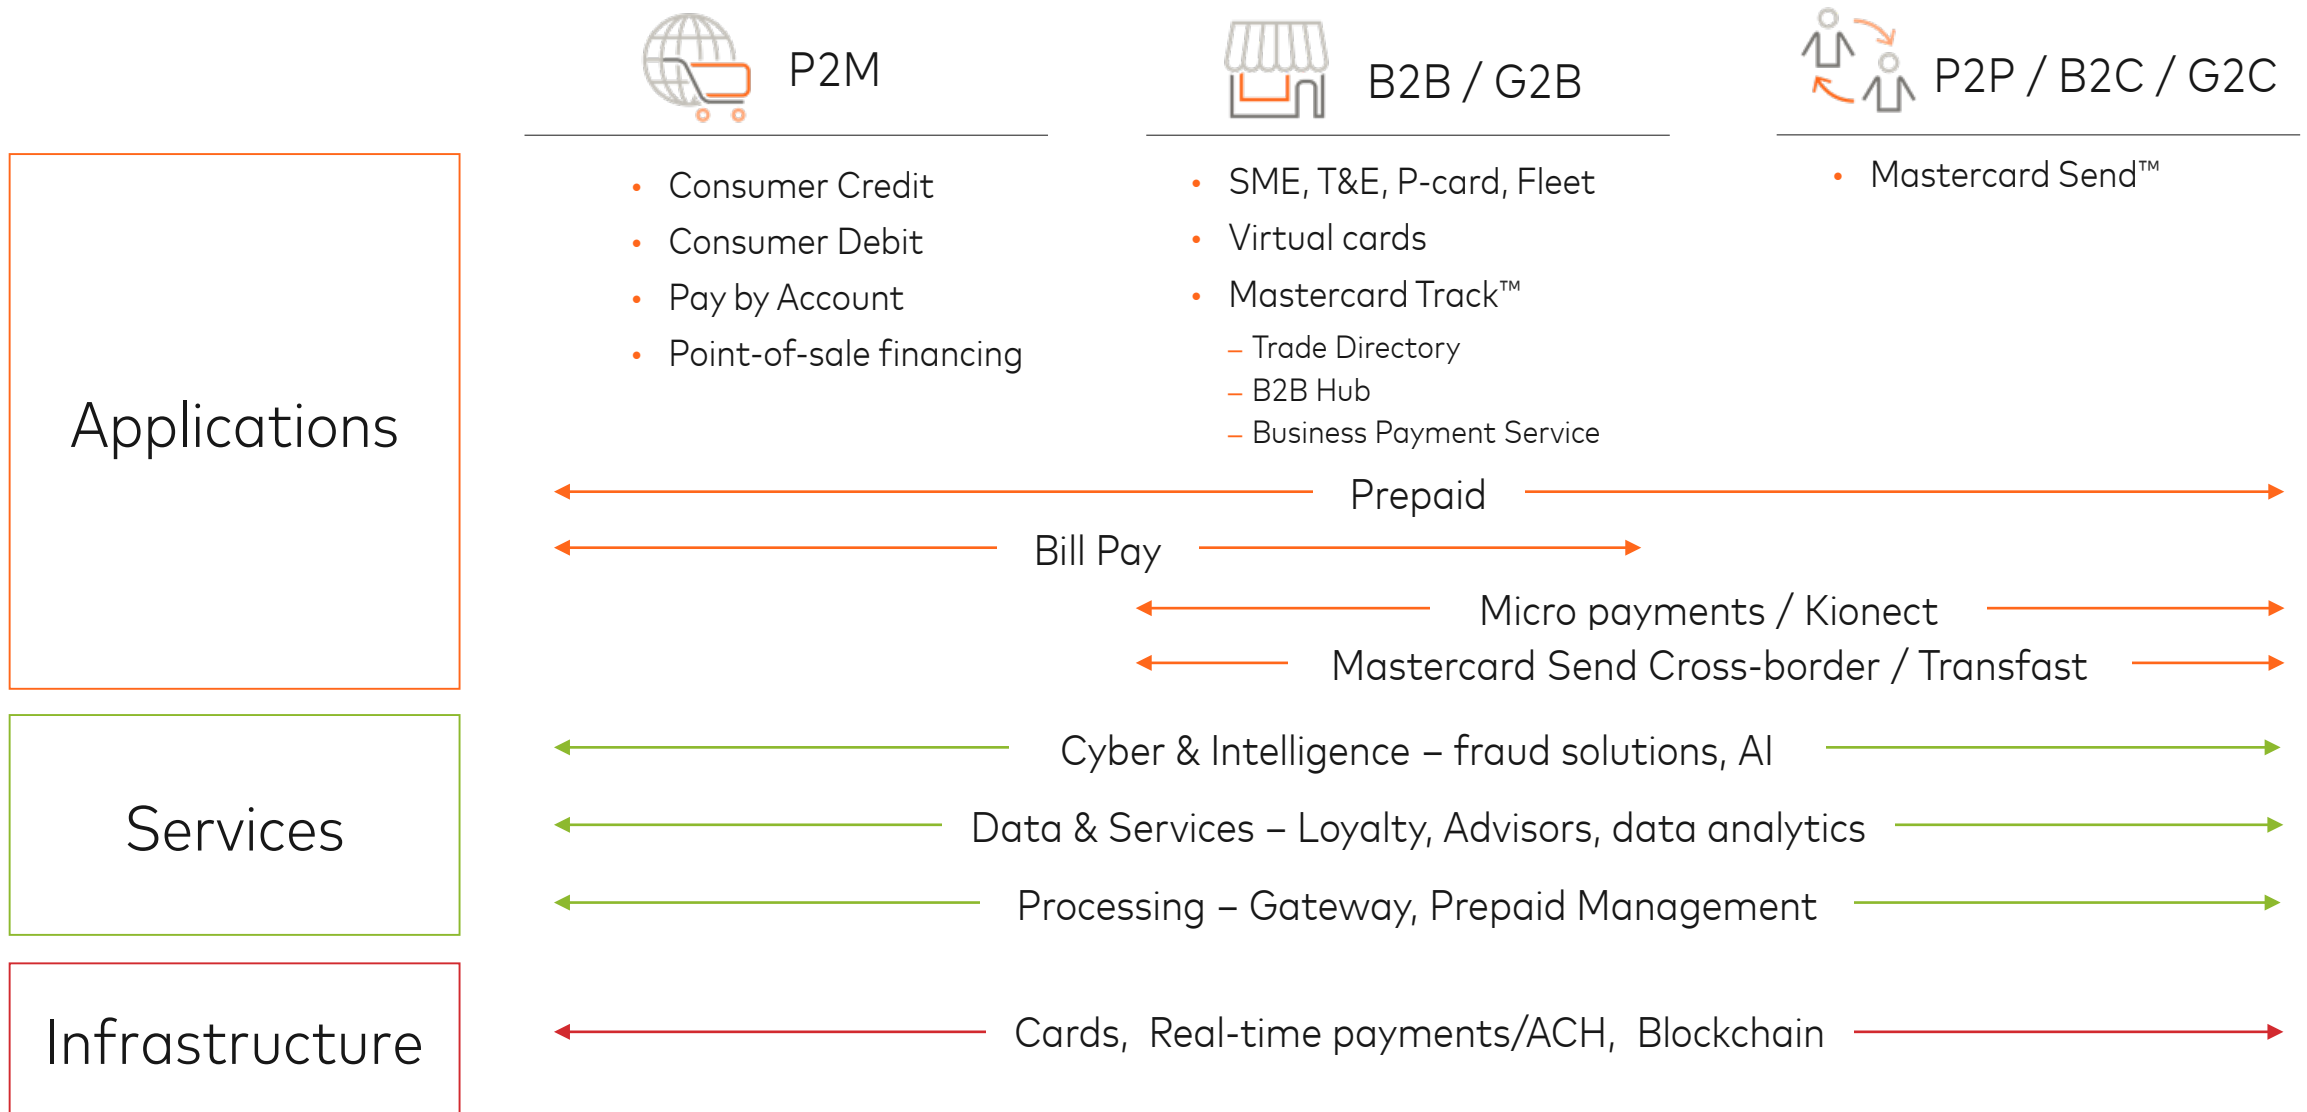 P2M
B2B / G2B
P2P / B2C / G2C
Applications
• Consumer Credit
• Consumer Debit
• Pay by Account
• Point-of-sale financing
• SME, T&E, P-card, Fleet
• Virtual cards
• Mastercard Track™
– Trade Directory
– B2B Hub
– Business Payment Service
• Mastercard Send™
Prepaid
Bill Pay
Micro payments / Kionect
Mastercard Send Cross-border / Transfast
Services
Cyber & Intelligence – fraud solutions, AI
Data & Services – Loyalty, Advisors, data analytics
Processing – Gateway, Prepaid Management
Infrastructure
Cards, Real-time payments/ACH, Blockchain